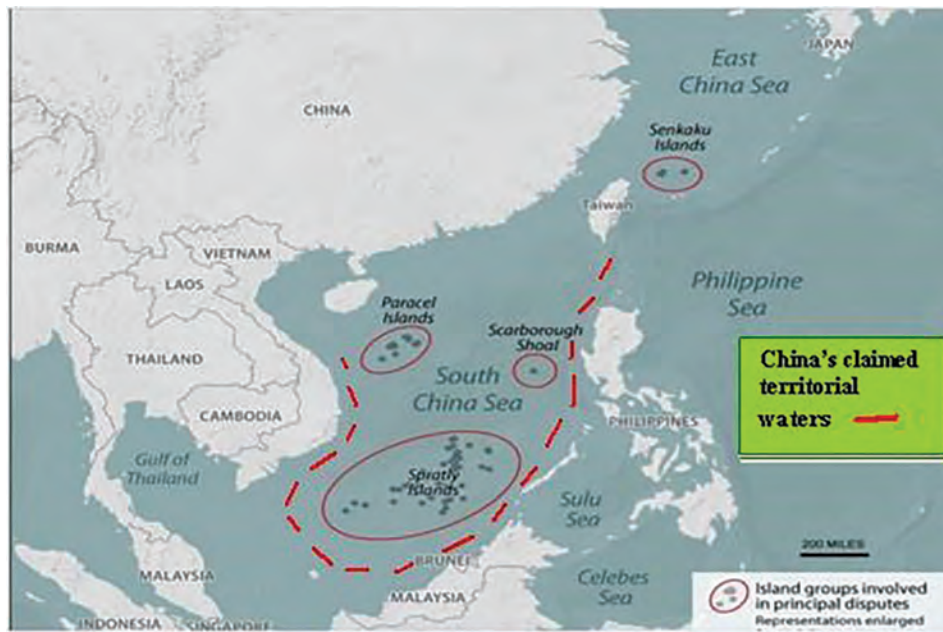 JAPAN
East
China Sea
CHINA
Senkaku
Islands
Taiwan
BURMA
VIETNAM
LAOS
Philippine
Sea
Paracel
Islands
Scarborough
Shoal
THAILAND
South
China Sea
China's claimed
territorial
waters
CAMBODIA
PHILIPPINES
Gulf of
Thailand
Spratly
Islands
Sulu
Sea
200 MILES
BRUNEI
MALAYSIA
Celebes
Sea
MALAYSIA
Island groups involved
in principal disputes
Representations enlarged
INDONESIA
SINGAPORE